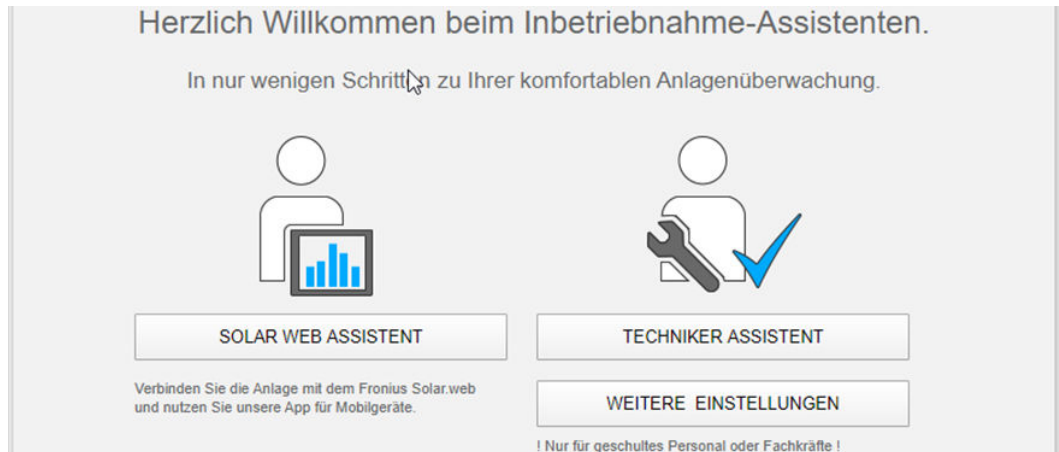 Herzlich Willkommen beim Inbetriebnahme-Assistenten.
In nur wenigen Schritten zu Ihrer komfortablen Anlagenüberwachung.
SOLAR WEB ASSISTENT
Verbinden Sie die Anlage mit dem Fronius Solar.web
und nutzen Sie unsere App für Mobilgeräte.
TECHNIKER ASSISTENT
WEITERE EINSTELLUNGEN
! Nur für geschultes Personal oder Fachkräfte !